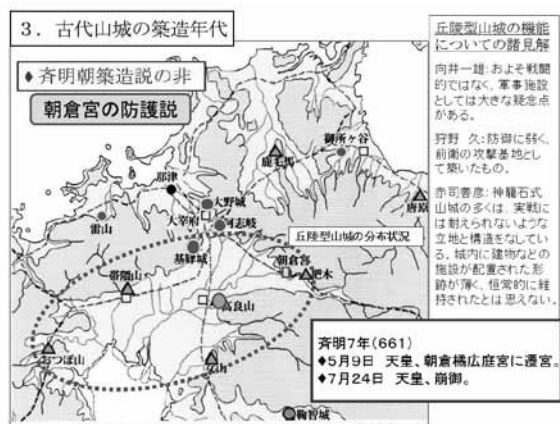 3．古代山城の築造年代
♦斉明朝築造説の非
朝倉宮の防護説
鹿毛馬
御所ヶ谷
那津
大野城
唐原
大宰府
阿志岐
雷山
丘陵型山城の分布状況
基肄城
朝倉宮
杷木
帯隈山
高良山
おつぼ山
女山
鞠智城
斉明7年(661)
♦5月9日 天皇、朝倉橘広庭宮に遷宮。
♦7月24日 天皇、崩御。
丘陵型山城の機能
についての諸見解
向井一雄:およそ戦闘
的ではなく、軍事施設
としては大きな疑念点
がある。
狩野 久:防御に弱く、
前衛の攻撃基地とし
て築いたもの。
赤司善彦:神籠石式
山城の多くは、実戦に
は耐えられないような
立地と構造をなしてい
る。城内に建物などの
施設が配置された形
跡が薄く、恒常的に維
持されたとは思えない。